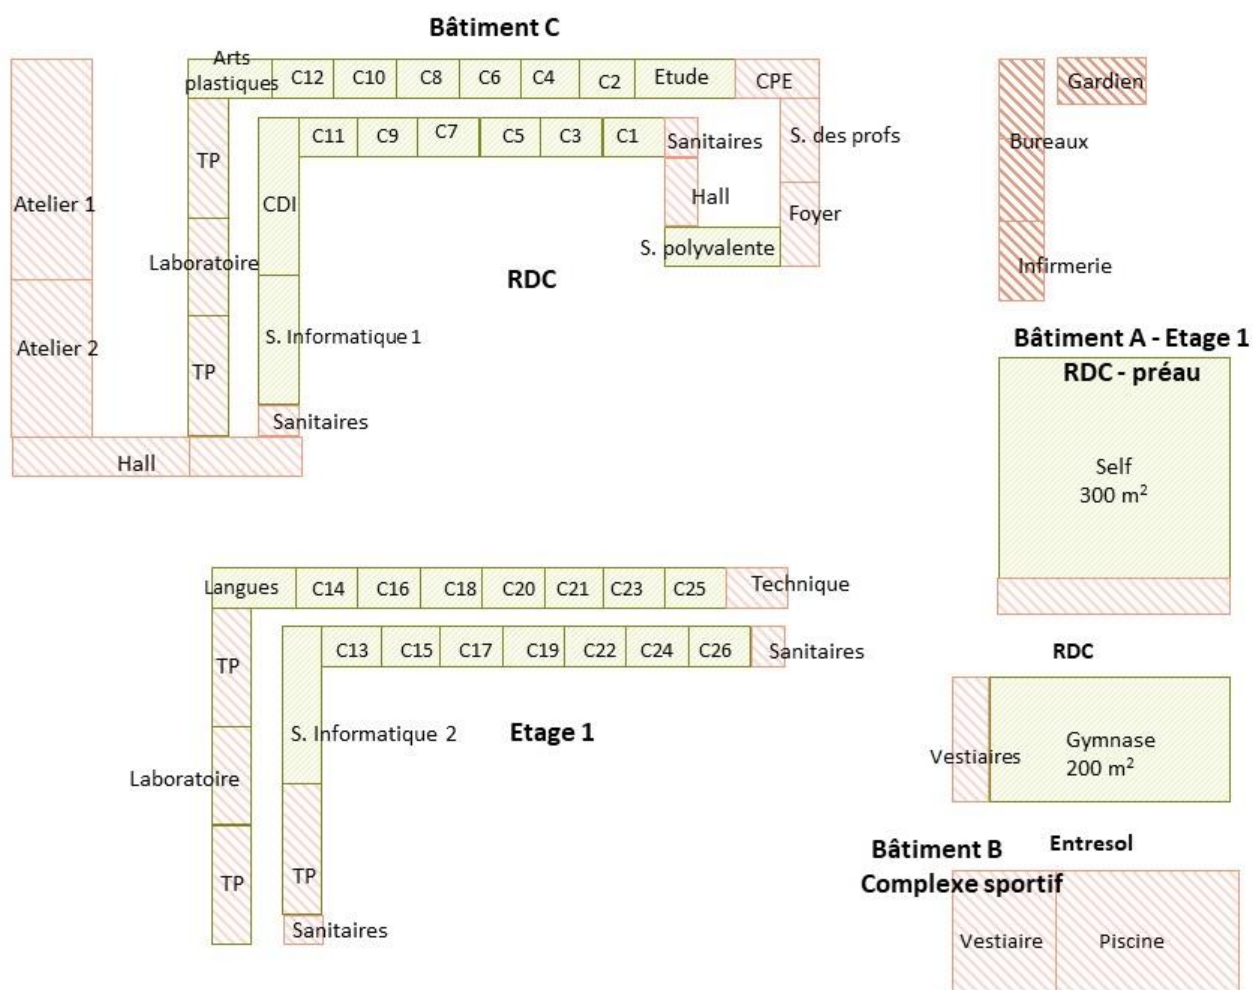 Bâtiment C
Arts
plastiques
C12
C10
C8
C6
C4
C2
Etude
CPE
Gardien
C11
C9
C7
C5
C3
C1
Sanitaires
S. des profs
Bureaux
TP
Atelier 1
CDI
Hall
Foyer
Laboratoire
S. polyvalente
RDC
Infirmerie
Atelier 2
S. Informatique 1
TP
Sanitaires
Hall
Bâtiment A - Etage 1
RDC - préau
Self
300 m²
Langues
C14
C16
C18
C20
C21
C23
C25
Technique
C13
C15
C17
C19
C22
C24
C26
Sanitaires
TP
S. Informatique 2
Etage 1
Laboratoire
TP
TP
Sanitaires
RDC
Vestiaires
Gymnase
200 m²
Bâtiment B
Complexe sportif
Entresol
Vestiaire
Piscine